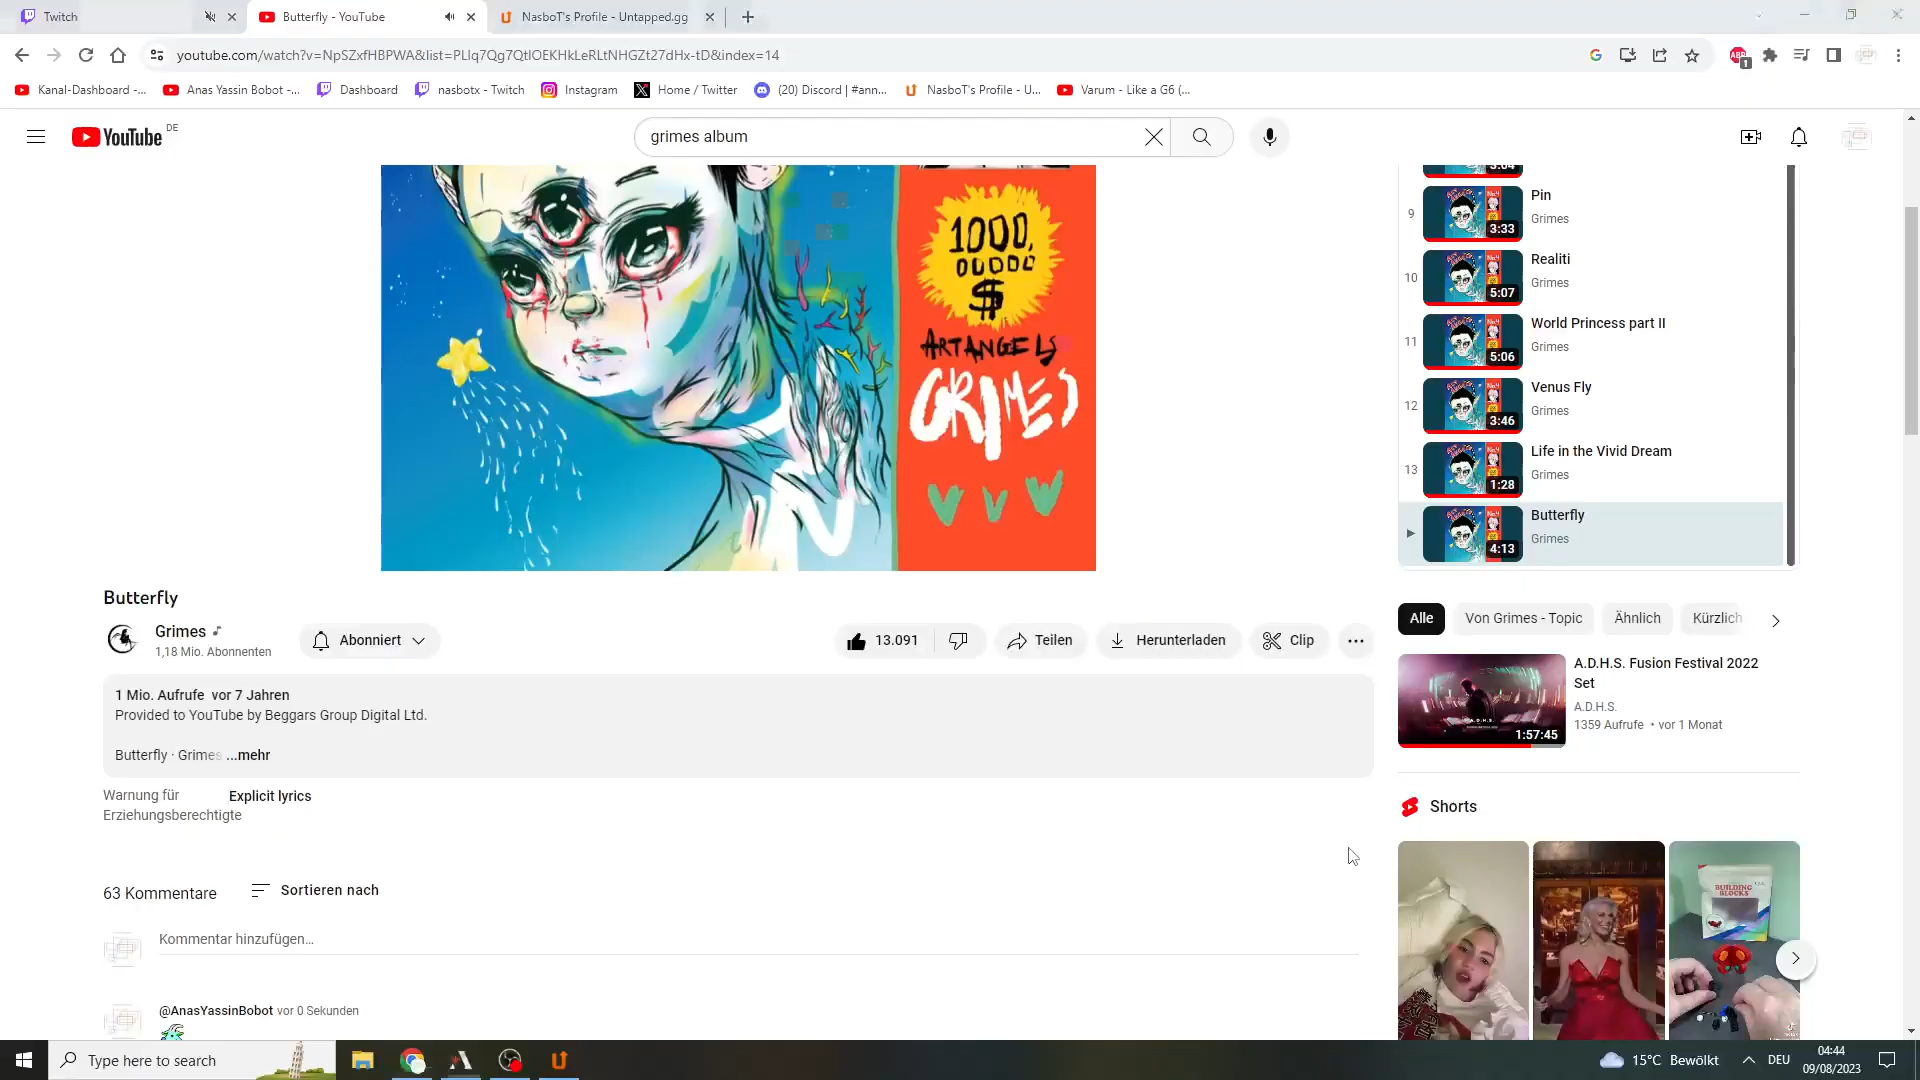 Twitch
Butterfly - YouTube
NasboT's Profile - Untapped.gg
youtube.com/watch?v=NpSZxfHBPWA&list=PLIq7Qg7QtIOEKHkLeRLtNHGZt27dHx-tD&index=14
Kanal-Dashboard -...
Anas Yassin Bobot -...
Dashboard
nasbotx - Twitch
Instagram
Home / Twitter
(20) Discord | #ann...
NasboT's Profile - U...
Varum - Like a G6 (...
YouTube DE
grimes album
1000.
00000
$
ARTANGELS
GRIMES
9
Pin
Grimes
3:33
10
Realiti
Grimes
5:07
11
World Princess part II
Grimes
5:06
12
Venus Fly
Grimes
3:46
13
Life in the Vivid Dream
Grimes
1:28
Butterfly
Grimes
4:13
Butterfly
Grimes
1,18 Mio. Abonnenten
Abonniert
13.091
Teilen
Herunterladen
Clip
1 Mio. Aufrufe vor 7 Jahren
Provided to YouTube by Beggars Group Digital Ltd.
Butterfly · Grimes ...mehr
Warnung für
Erziehungsberechtigte
Explicit lyrics
63 Kommentare
Sortieren nach
Kommentar hinzufügen...
@AnasYassinBobot vor 0 Sekunden
Alle
Von Grimes - Topic
Ähnlich
Kürzlich
A.D.H.S. Fusion Festival 2022
Set
A.D.H.S.
1359 Aufrufe • vor 1 Monat
1:57:45
Shorts
BUILDING
BLOCKS
Type here to search
15°C Bewölkt
DEU
04:44
09/08/2023